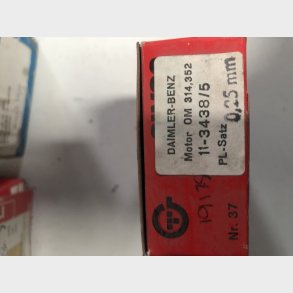 DAIMLER-BENZ
Motor OM 314,352
11-3438/5
PL-Satz 0,25 mm
Nr. 37